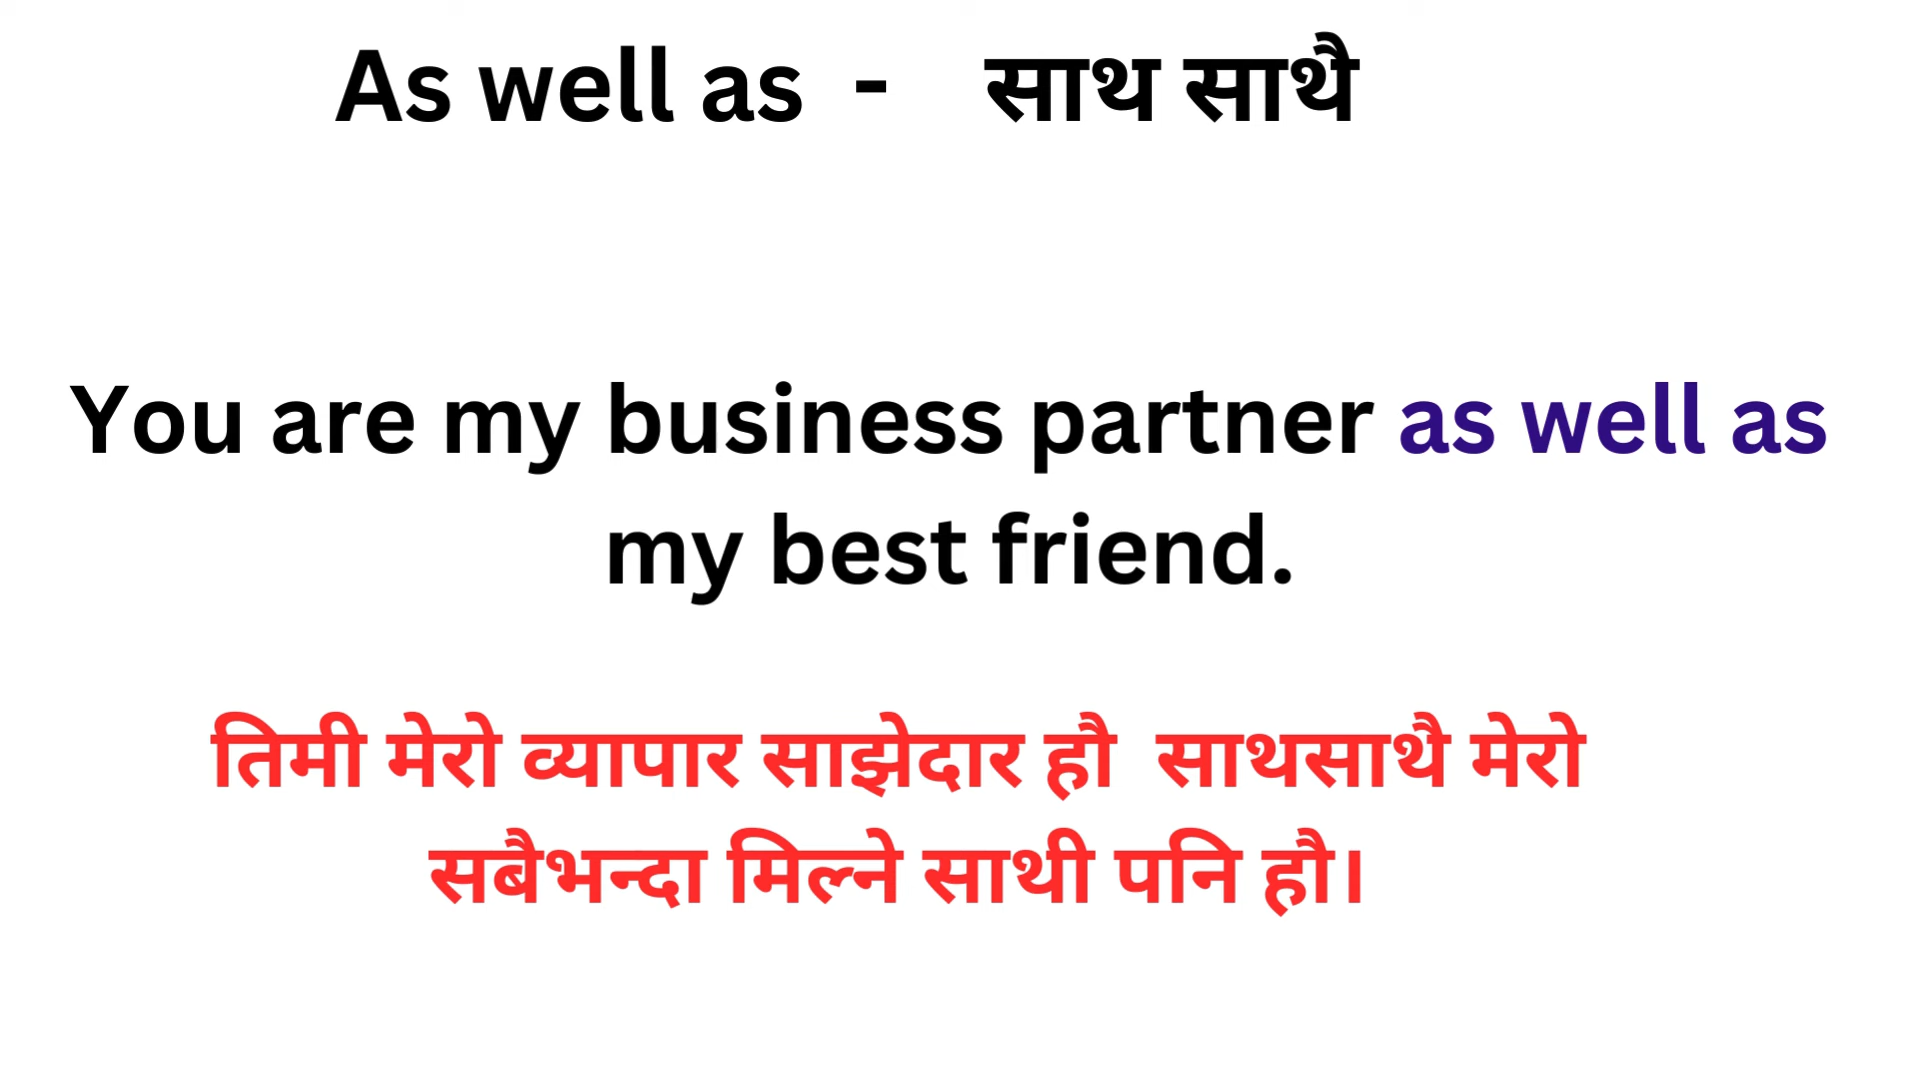 As well as - साथ साथै
You are my business partner as well as
my best friend.
तिमी मेरो व्यापार साझेदार हौ साथसाथै मेरो
सबैभन्दा मिल्ने साथी पनि हौ।